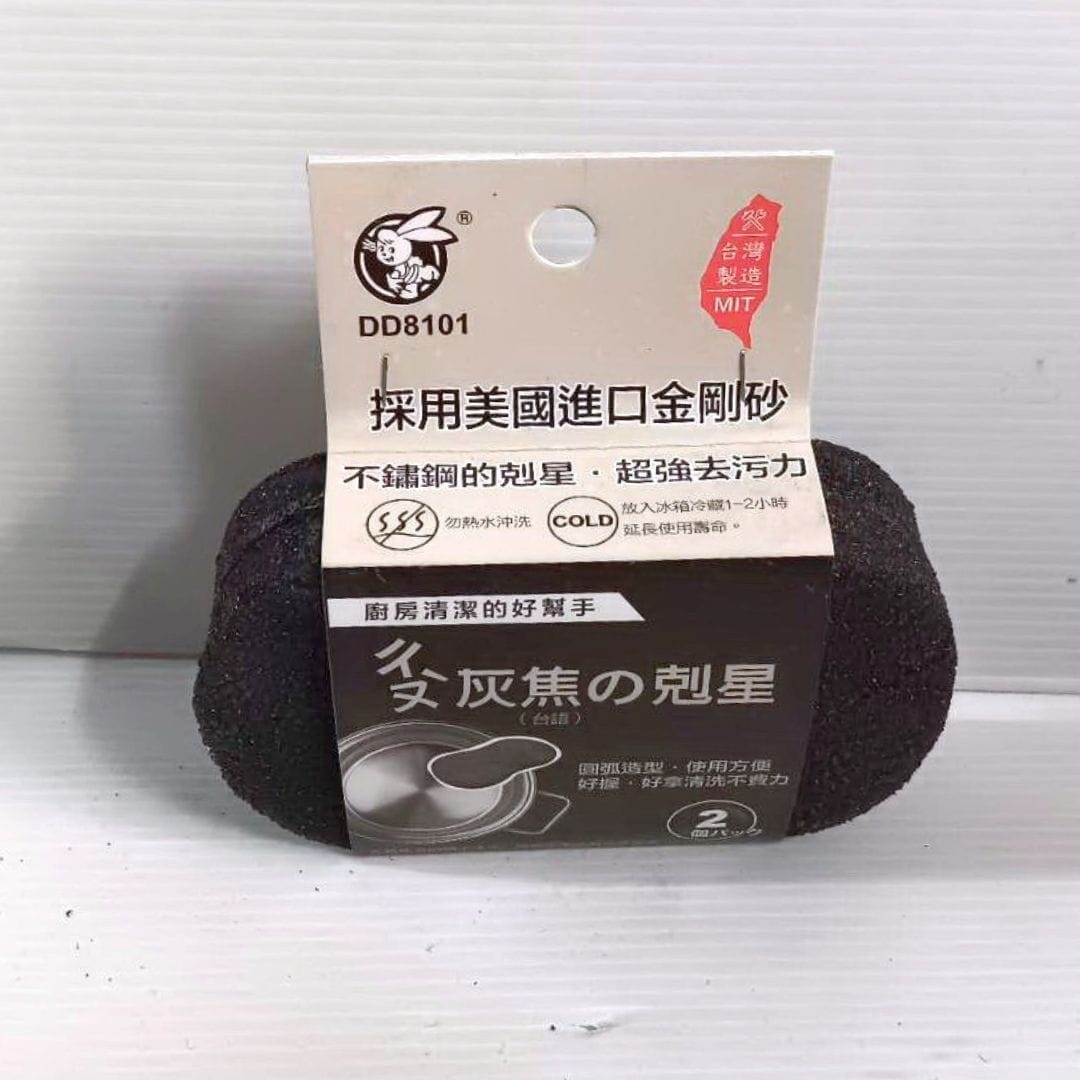 ®
DD8101
台灣
製造
MIT
採用美國進口金剛砂
不鏽鋼的剋星・超強去污力
勿熱水沖洗
COLD
放入冰箱冷藏1-2小時
延長使用壽命。
廚房清潔的好幫手
灰焦の剋星
（台語）
圓弧造型・使用方便
好握・好拿清洗不費力
2
個パック